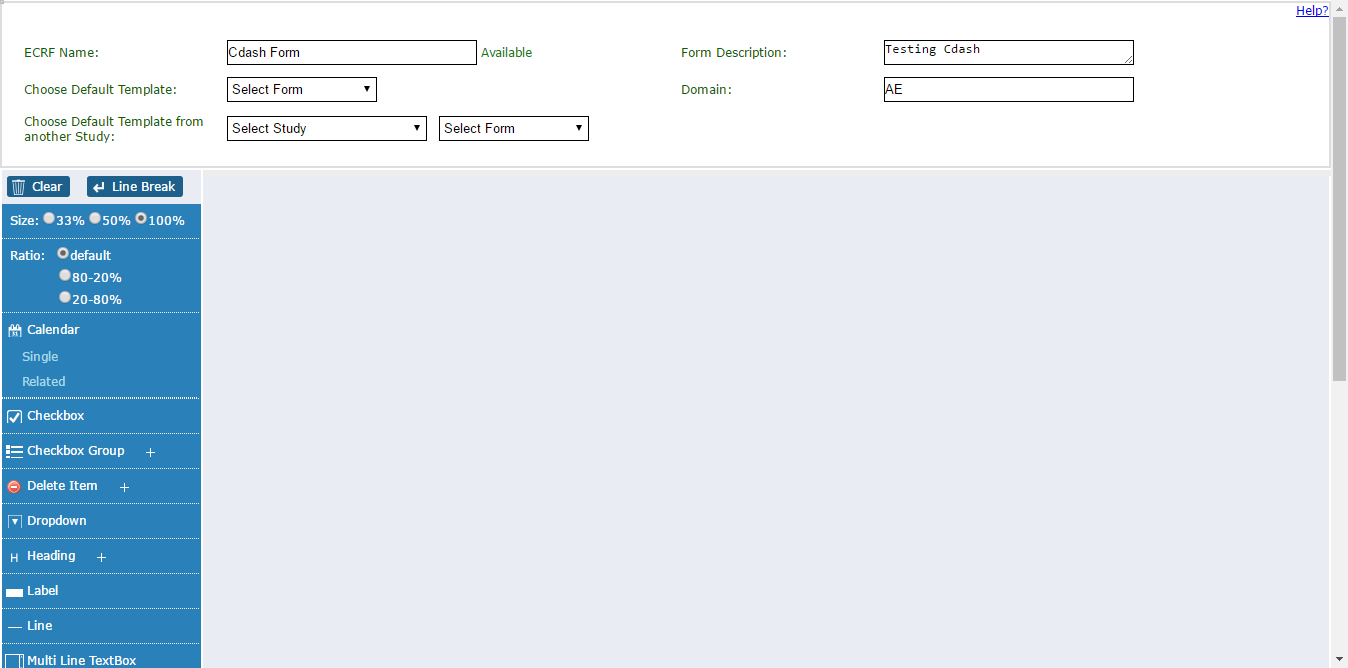 Help?
ECRF Name: Cdash Form Available Form Description: Testing Cdash
Choose Default Template: Select Form Domain: AE
Choose Default Template from
another Study: Select Study Select Form
Clear Line Break
Size: 33% 50% 100%
Ratio: default
80-20%
20-80%
Calendar
Single
Related
Checkbox
Checkbox Group +
Delete Item +
Dropdown
H Heading +
Label
Line
Multi Line TextBox